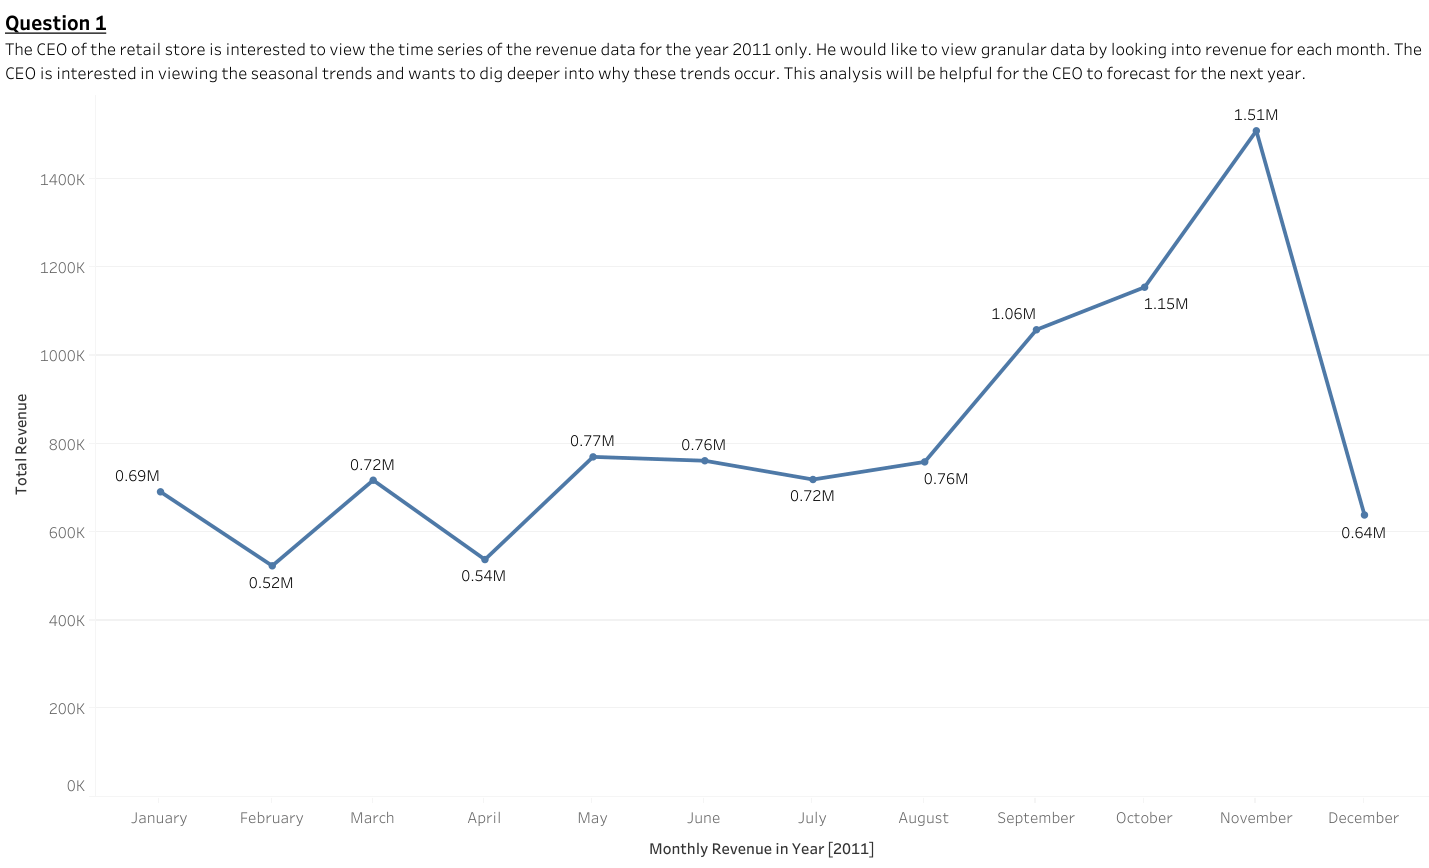 Question 1
The CEO of the retail store is interested to view the time series of the revenue data for the year 2011 only. He would like to view granular data by looking into revenue for each month. The
CEO is interested in viewing the seasonal trends and wants to dig deeper into why these trends occur. This analysis will be helpful for the CEO to forecast for the next year.
1.51M
1400K
1200K
1.06M
1.15M
1000K
Total Revenue
800K
0.77M
0.76M
0.69M
0.72M
0.72M
0.76M
600K
0.52M
0.54M
0.64M
400K
200K
0K
January February March April May June July August September October November December
Monthly Revenue in Year [2011]